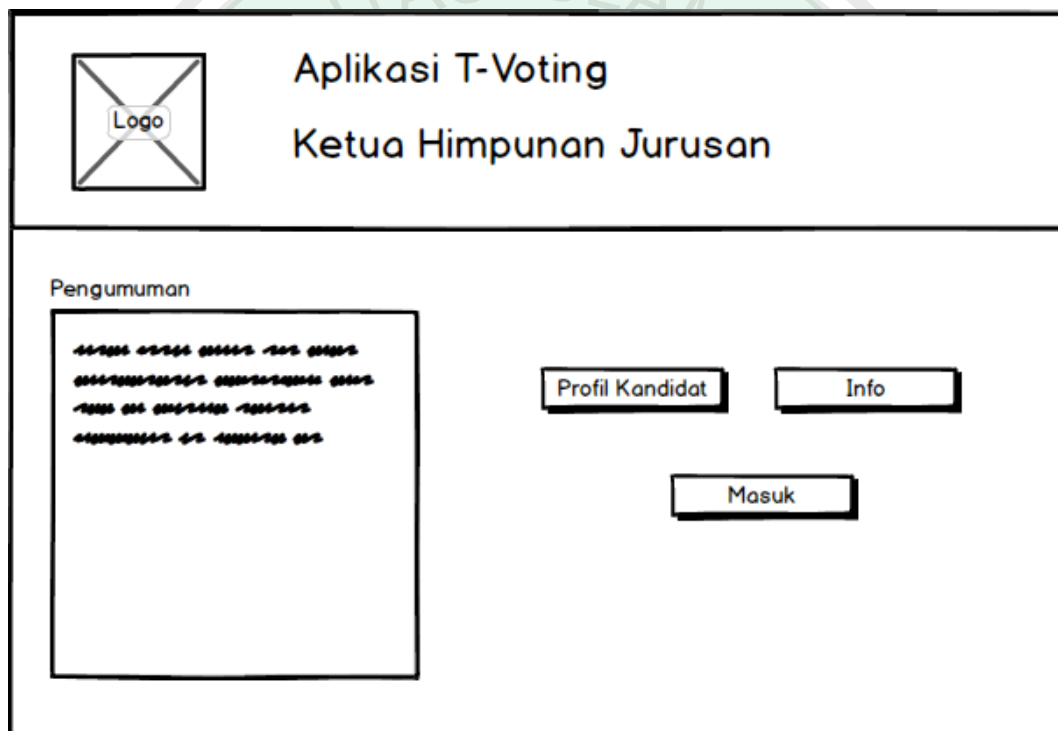 Logo
Aplikasi T-Voting
Ketua Himpunan Jurusan
Pengumuman
Profil Kandidat
Info
Masuk